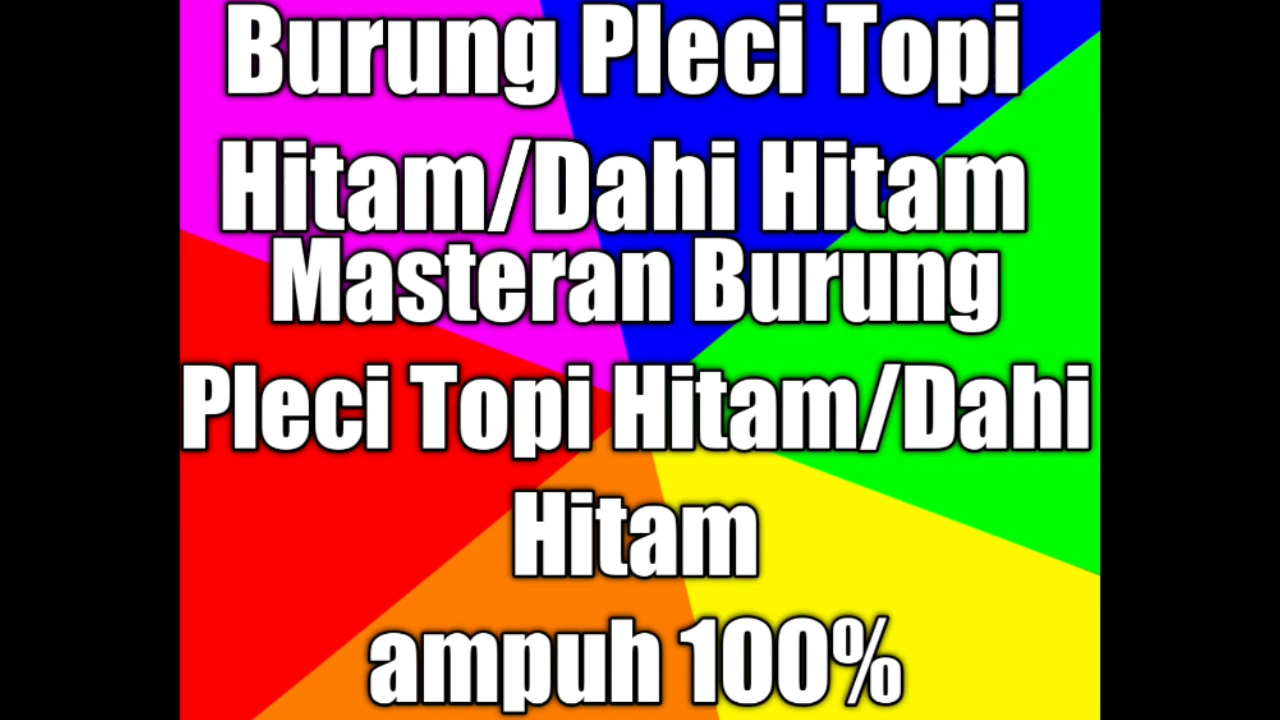 Burung Pleci Topi
Hitam/Dahi Hitam
Masteran Burung
Pleci Topi Hitam/Dahi
Hitam
ampuh 100%